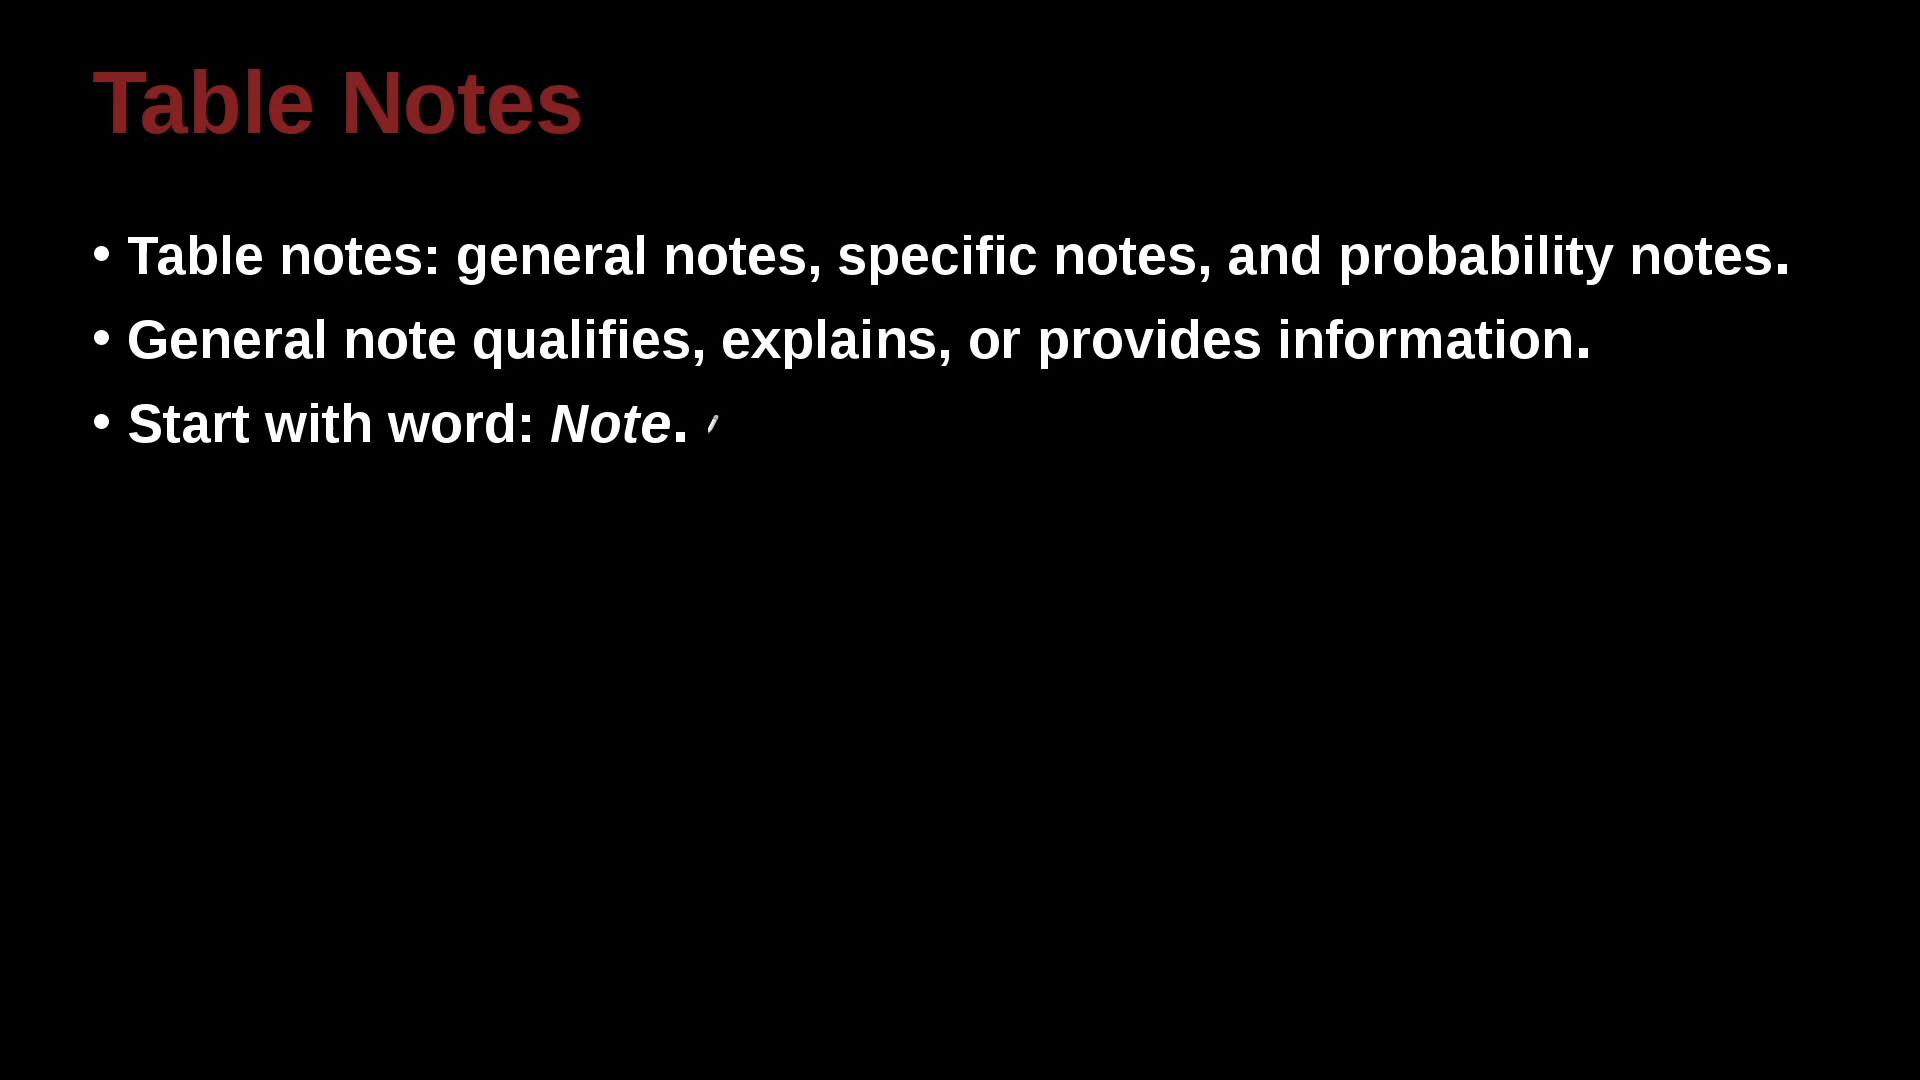 Table Notes
• Table notes: general notes, specific notes, and probability notes.
• General note qualifies, explains, or provides information.
• Start with word: Note.